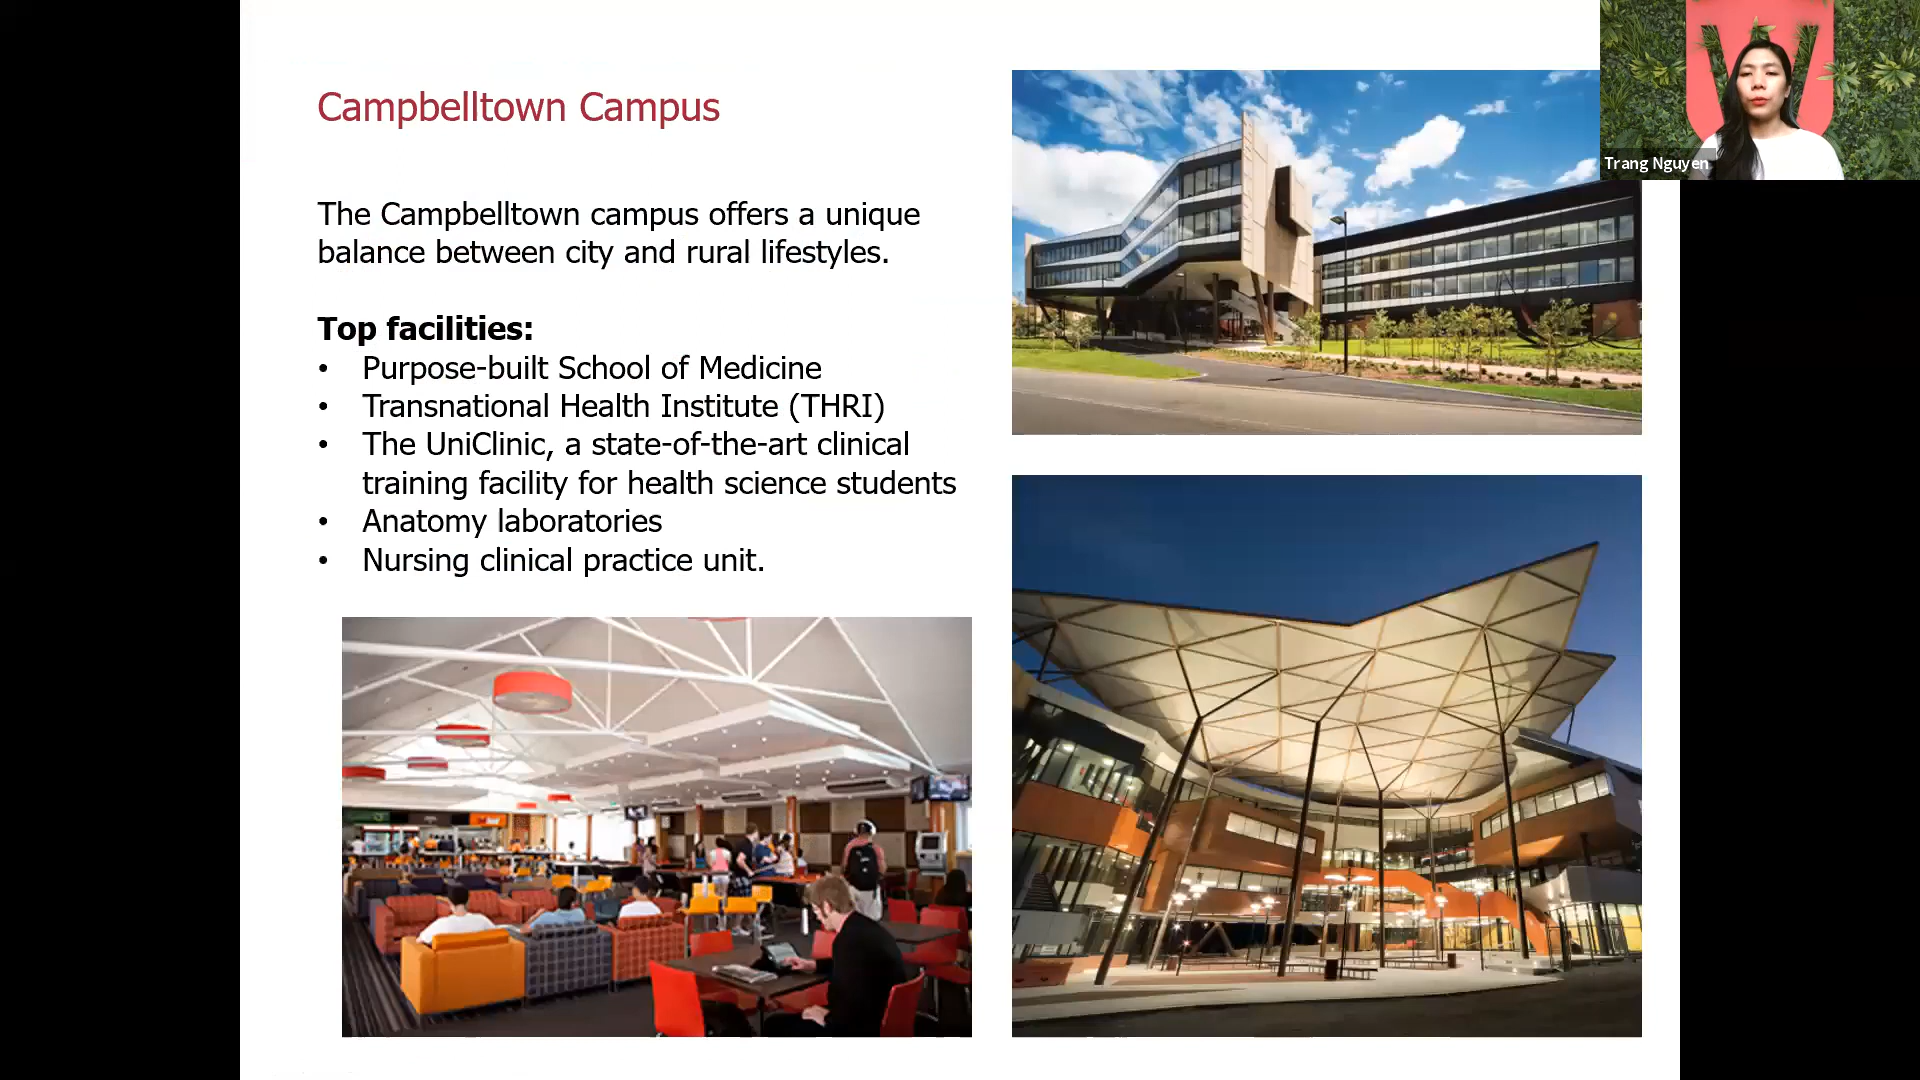 Campbelltown Campus
The Campbelltown campus offers a unique
balance between city and rural lifestyles.
Top facilities:
• Purpose-built School of Medicine
• Transnational Health Institute (THRI)
• The UniClinic, a state-of-the-art clinical
training facility for health science students
• Anatomy laboratories
• Nursing clinical practice unit.
Trang Nguyen